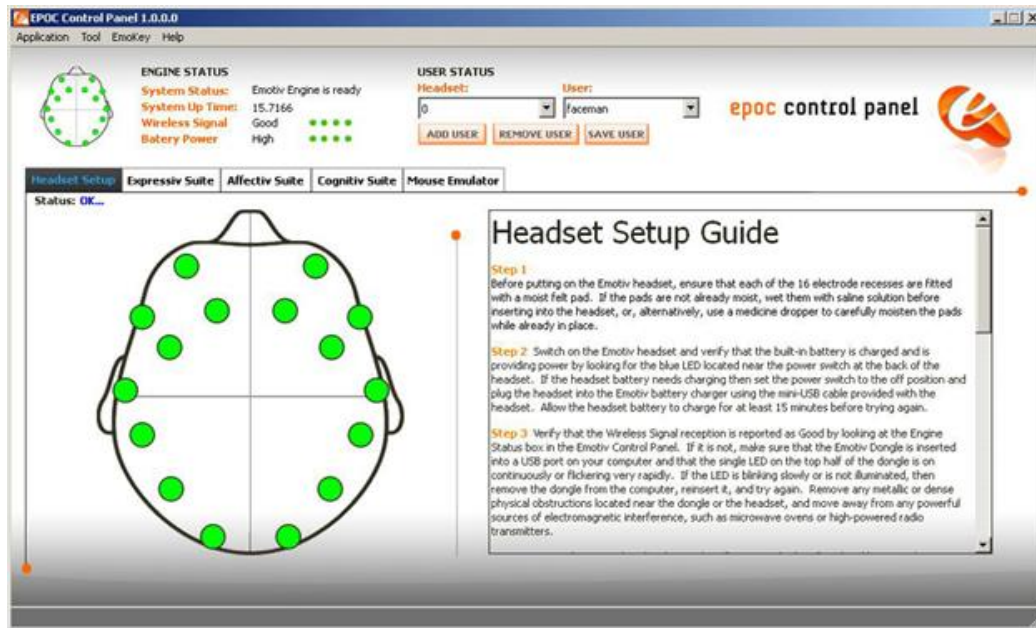 EPOC Control Panel 1.0.0.0
Application Tool EmoKey Help
ENGINE STATUS
System Status: Emotiv Engine is ready
System Up Time: 15.7166
Wireless Signal Good
Batery Power High
USER STATUS
Headset: User:
0 faceman
ADD USER REMOVE USER SAVE USER
epoc control panel
Headset Setup Expressiv Suite Affectiv Suite Cognitiv Suite Mouse Emulator
Status: OK...
Headset Setup Guide
Step 1
Before putting on the Emotiv headset, ensure that each of the 16 electrode recesses are fitted
with a moist felt pad. If the pads are not already moist, wet them with saline solution before
inserting into the headset, or, alternatively, use a medicine dropper to carefully moisten the pads
while already in place.
Step 2 Switch on the Emotiv headset and verify that the built-in battery is charged and is
providing power by looking for the blue LED located near the power switch at the back of the
headset. If the headset battery needs charging then set the power switch to the off position and
plug the headset into the Emotiv battery charger using the mini-USB cable provided with the
headset. Allow the headset battery to charge for at least 15 minutes before trying again.
Step 3 Verify that the Wireless Signal reception is reported as Good by looking at the Engine
Status box in the Emotiv Control Panel. If it is not, make sure that the Emotiv Dongle is inserted
into a USB port on your computer and that the single LED on the top half of the dongle is on
continuously or flickering very rapidly. If the LED is blinking slowly or is not illuminated, then
remove the dongle from the computer, reinsert it, and try again. Remove any metallic or dense
physical obstructions located near the dongle or the headset, and move away from any powerful
sources of electromagnetic interference, such as microwave ovens or high-powered radio
transmitters.